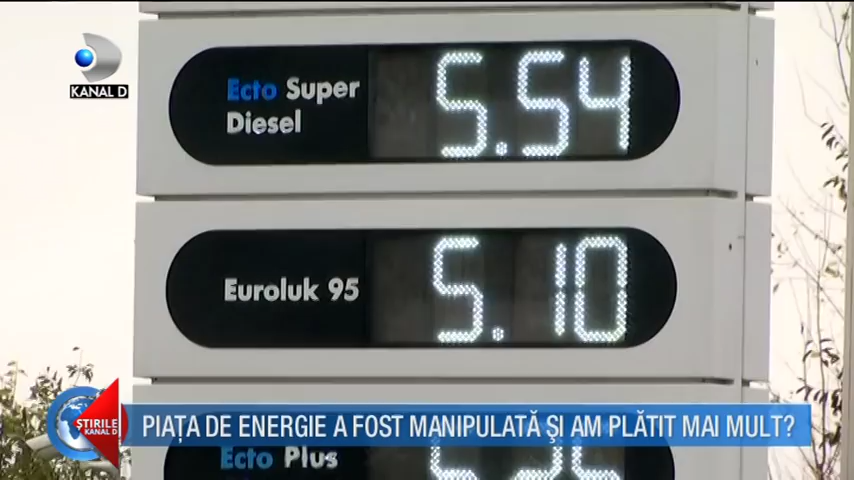 KANAL D
Ecto Super
Diesel
5.54
Euroluk 95
5.10
ȘTIRILE
KANAL D
PIAȚA DE ENERGIE A FOST MANIPULATĂ ŞI AM PLĂTIT MAI MULT?
Ecto Plus